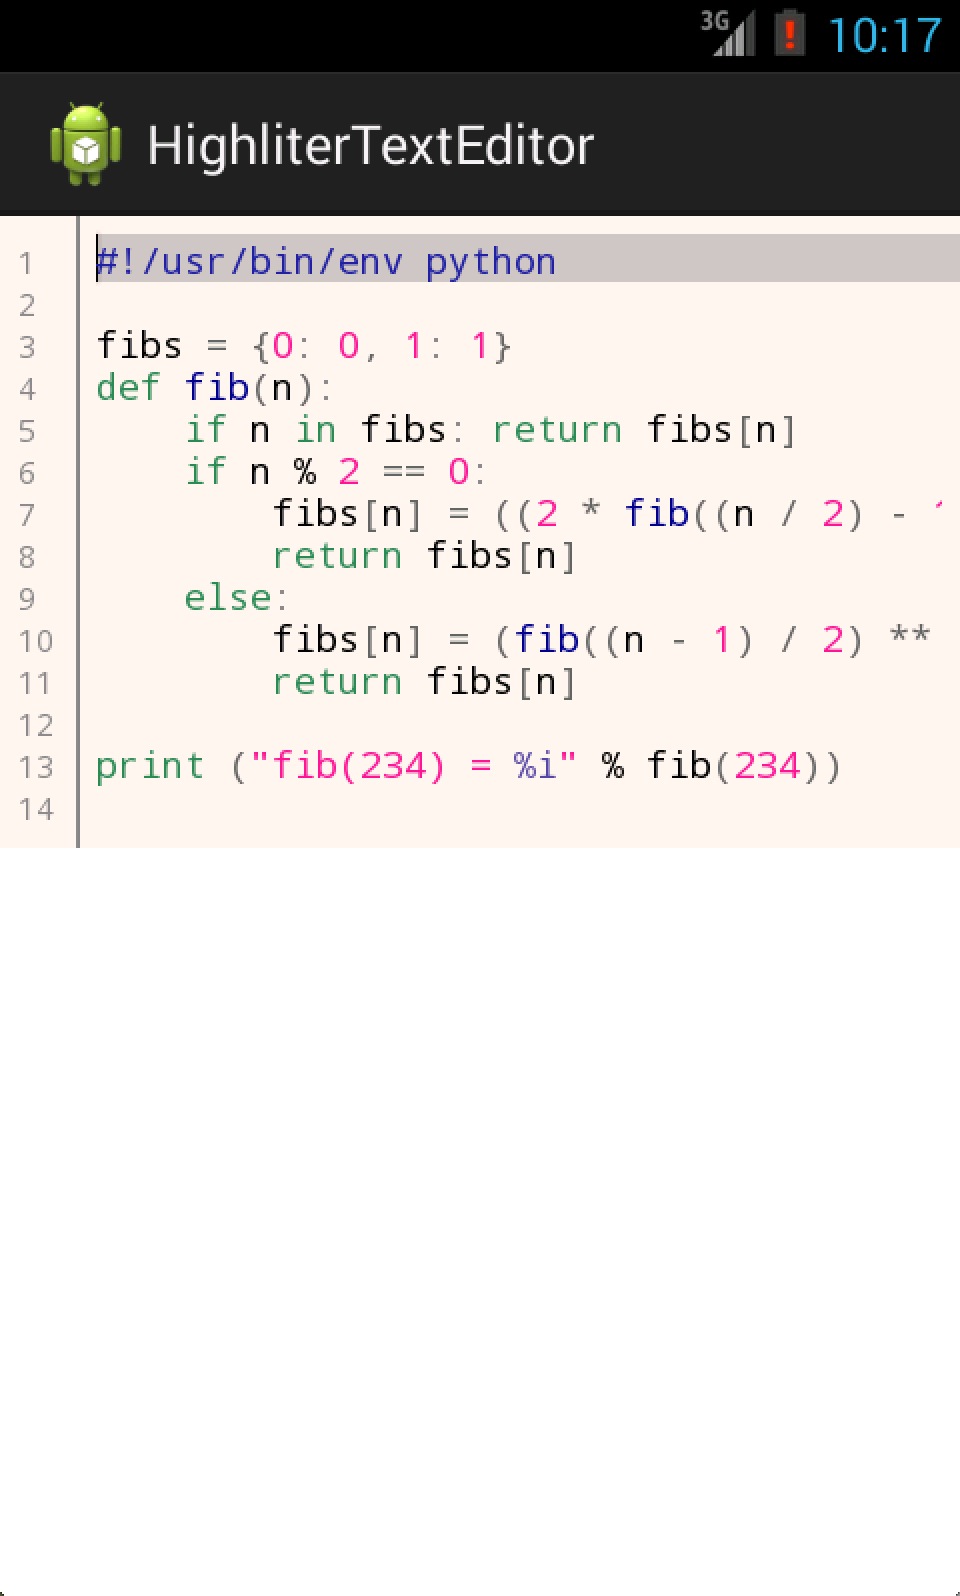 3G 10:17
HighliterTextEditor
1 #!/usr/bin/env python
2
3 fibs = {0: 0, 1: 1}
4 def fib(n):
5 if n in fibs: return fibs[n]
6 if n % 2 == 0:
7 fibs[n] = ((2 * fib((n / 2) -
8 return fibs[n]
9 else:
10 fibs[n] = (fib((n - 1) / 2) **
11 return fibs[n]
12
13 print ("fib(234) = %i" % fib(234))
14